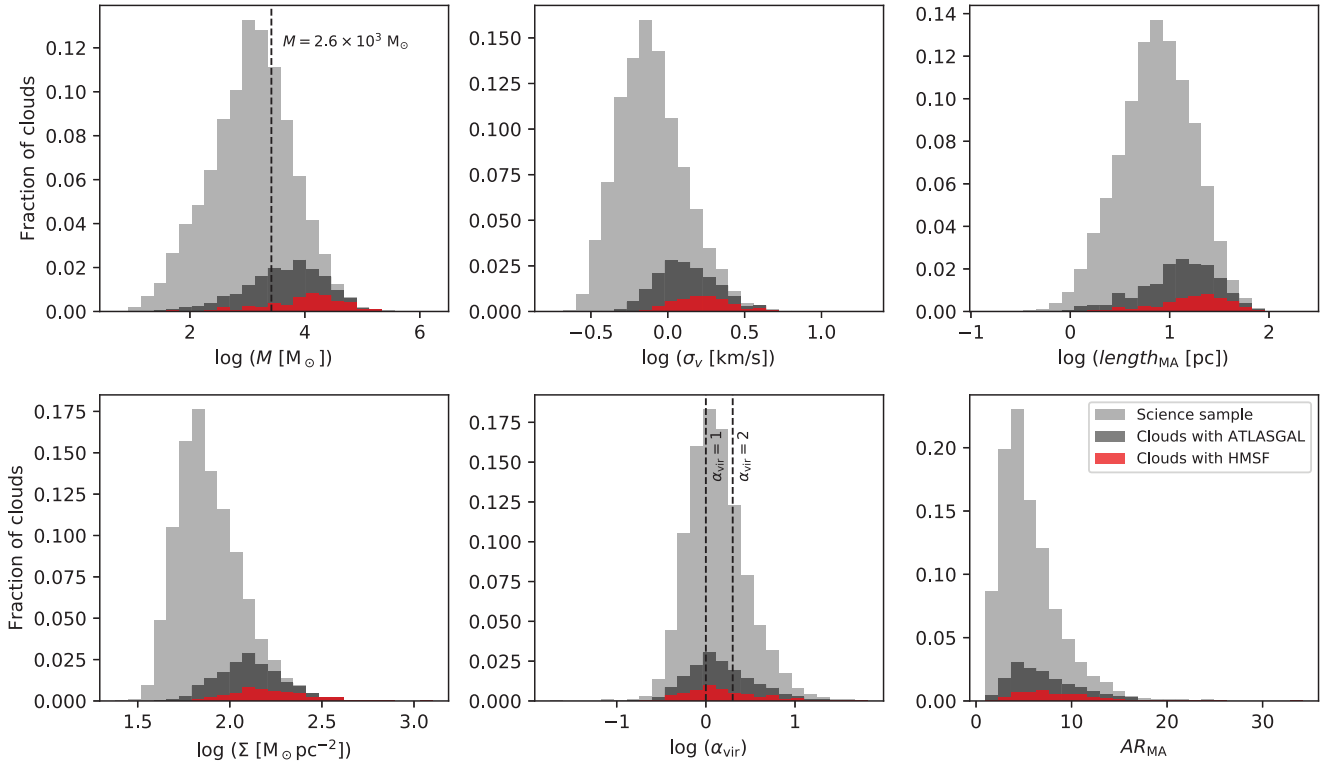 Fraction of clouds
0.12
0.10
0.08
0.06
0.04
0.02
0.00
M = 2.6 × 10³ M⊙
2 4 6
log (M [M⊙])
0.150
0.125
0.100
0.075
0.050
0.025
0.000
−0.5 0.0 0.5 1.0
log (σᵥ [km/s])
0.14
0.12
0.10
0.08
0.06
0.04
0.02
0.00
−1 0 1 2
log (length_MA [pc])
Fraction of clouds
0.175
0.150
0.125
0.100
0.075
0.050
0.025
0.000
1.5 2.0 2.5 3.0
log (Σ [M⊙ pc⁻²])
0.175
0.150
0.125
0.100
0.075
0.050
0.025
0.000
α_vir = 1
α_vir = 2
−1 0 1
log (α_vir)
0.20
0.15
0.10
0.05
0.00
Science sample
Clouds with ATLASGAL
Clouds with HMSF
0 10 20 30
AR_MA